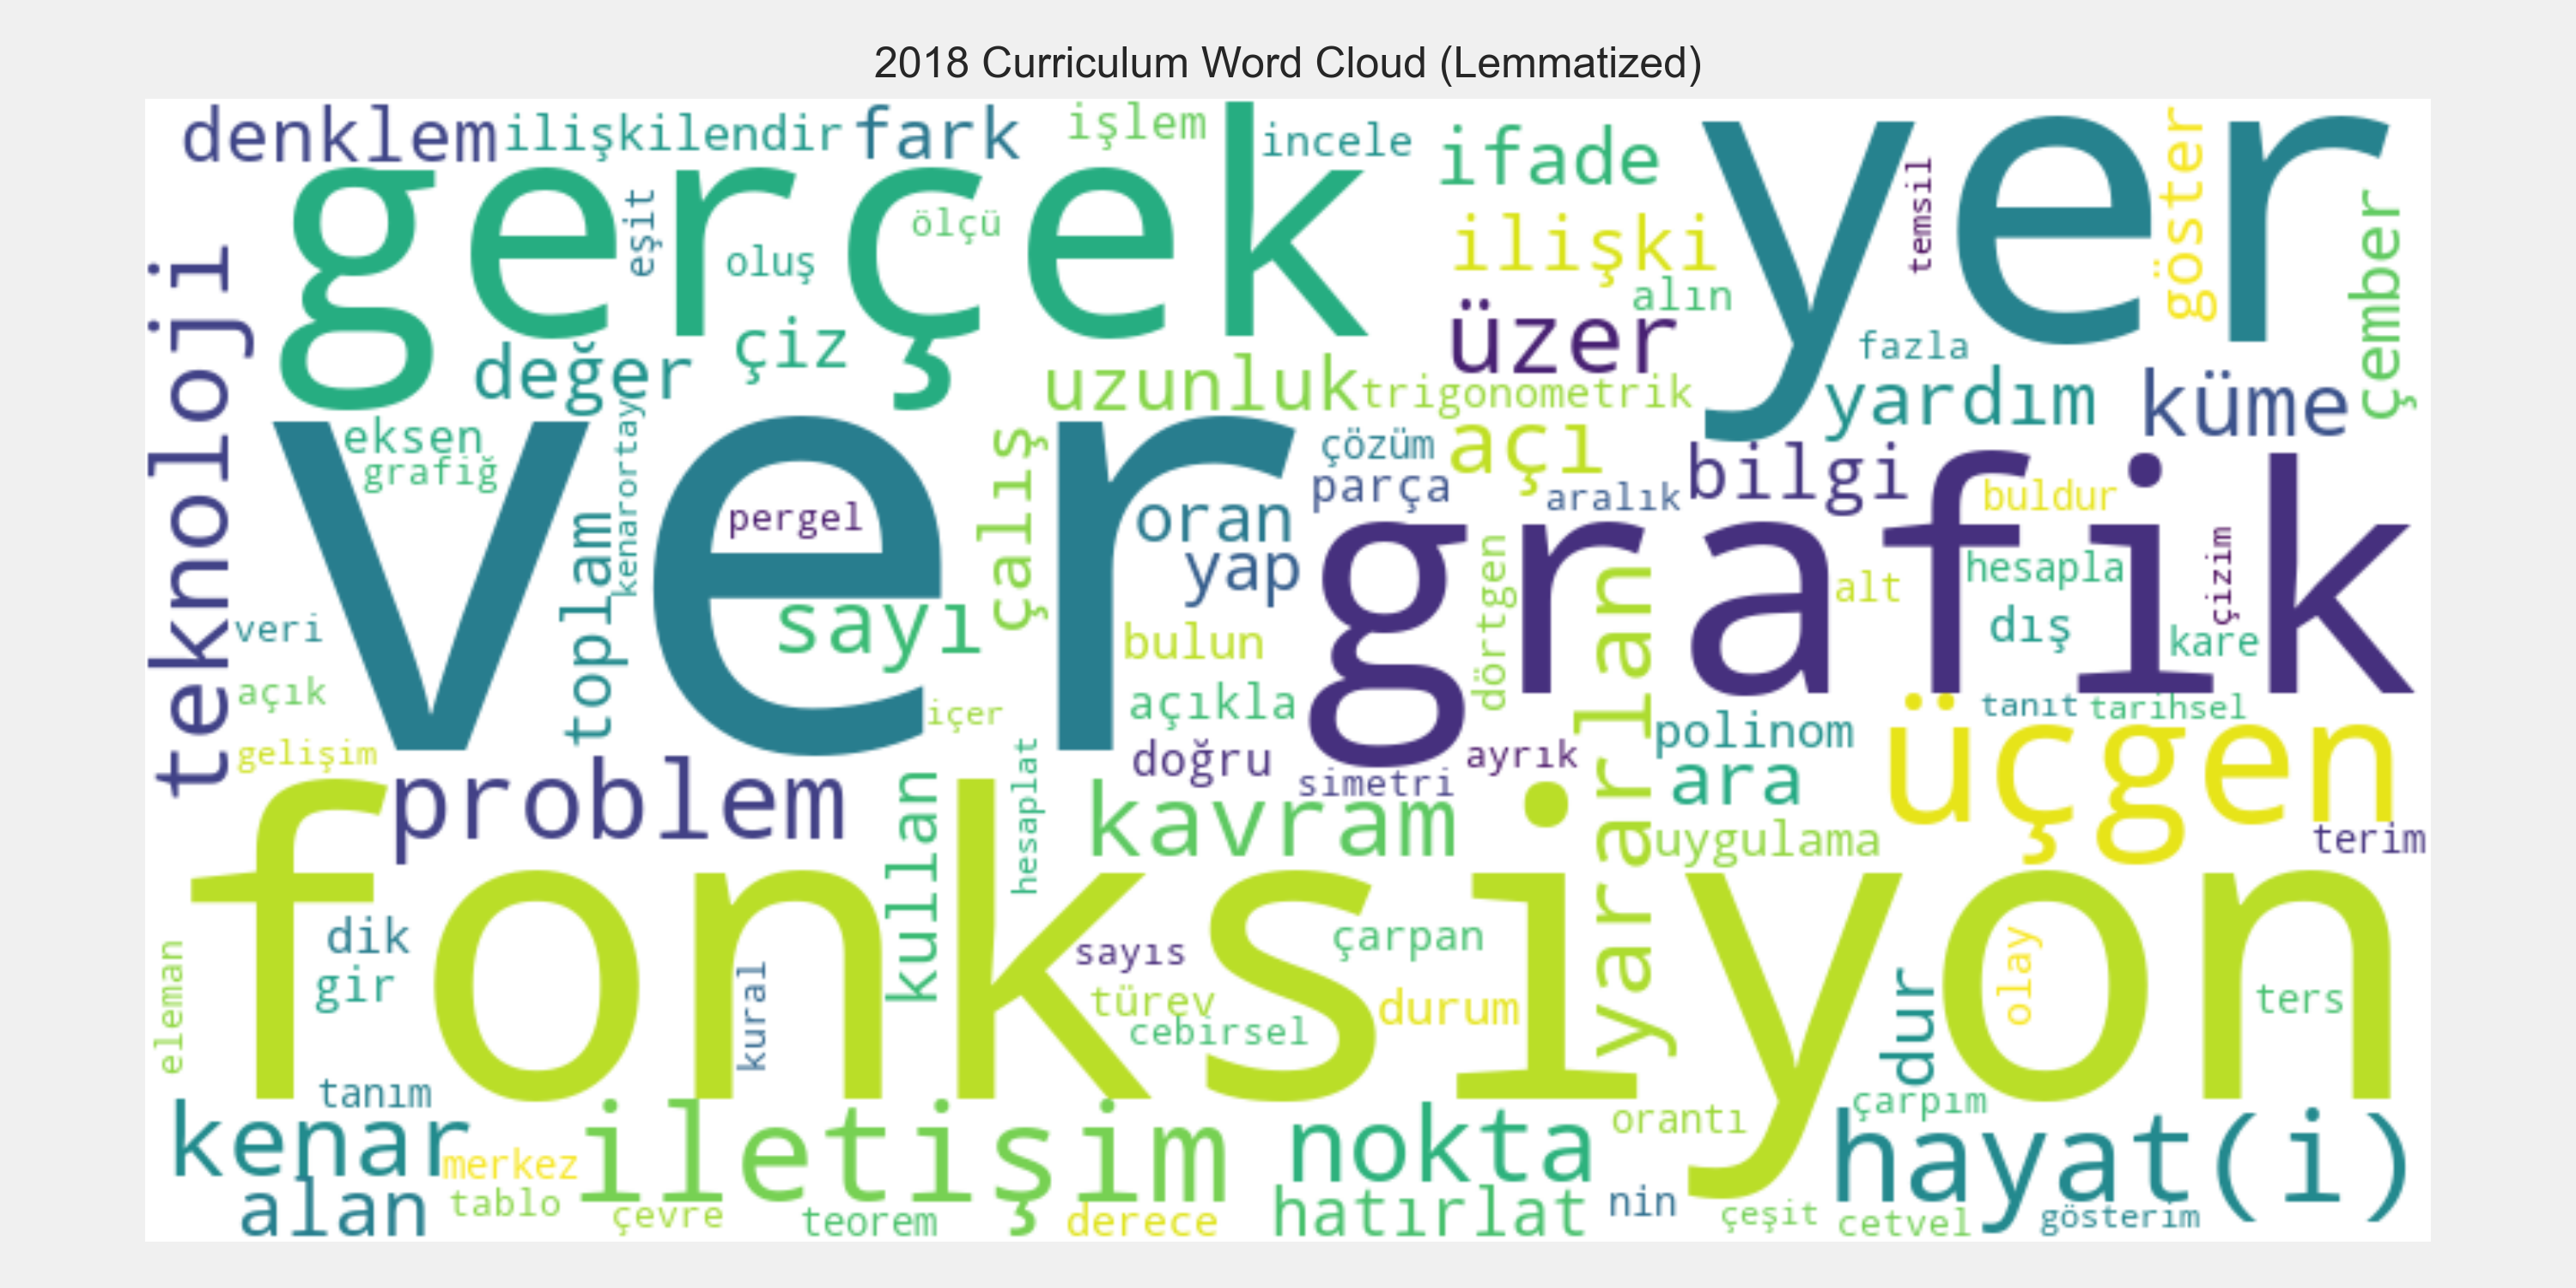 2018 Curriculum Word Cloud (Lemmatized)
denklem
ilişkilendir
fark
işlem
incele
ifade
yer
göster
gerçek
eşit
oluş
ölçü
ilişki
temsil
çember
alın
teknoloji
değer
çiz
üzer
fazla
uzunluk
trigonometrik
yardım
küme
ver
eksen
grafiğ
kenarortay
çalış
çözüm
açı
parça
aralık
bilgi
buldur
pergel
oran
yap
grafik
dörtgen
alt
hesapla
çizim
toplam
veri
sayı
bulun
yararlan
dış
kare
açık
içer
açıkla
tanıt
tarihsel
gelişim
hesaplat
doğru
simetri
ayrık
polinom
ara
üçgen
problem
kullan
kavram
uygulama
terim
fonksiyon
dik
gir
eleman
kural
sayıs
türev
cebirsel
çarpan
durum
dur
olay
ters
tanım
kenar
merkez
iletişim
nokta
orantı
çarpım
hayat(i)
alan
tablo
çevre
teorem
derece
hatırlat
nin
çeşit
cetvel
gösterim